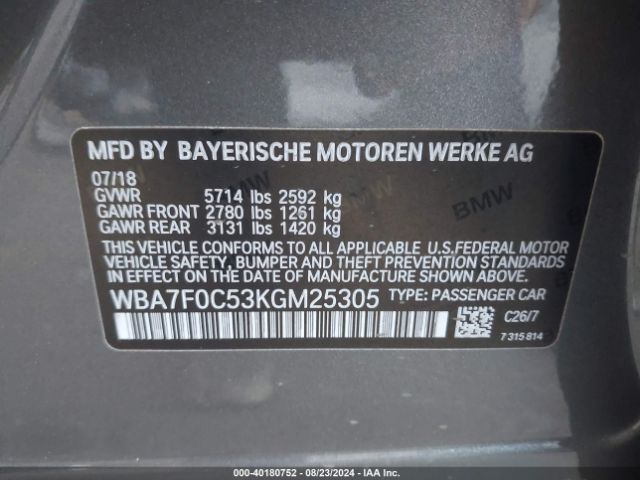 MFD BY BAYERISCHE MOTOREN WERKE AG
07/18
GVWR 5714 lbs 2592 kg
GAWR FRONT 2780 lbs 1261 kg
GAWR REAR 3131 lbs 1420 kg
THIS VEHICLE CONFORMS TO ALL APPLICABLE U.S.FEDERAL MOTOR
VEHICLE SAFETY, BUMPER AND THEFT PREVENTION STANDARDS
IN EFFECT ON THE DATE OF MANUFACTURE SHOWN ABOVE.
WBA7F0C53KGM25305 TYPE: PASSENGER CAR
C26/7
7315814
BMW
BMW
000-40180752 - 08/23/2024 - IAA Inc.